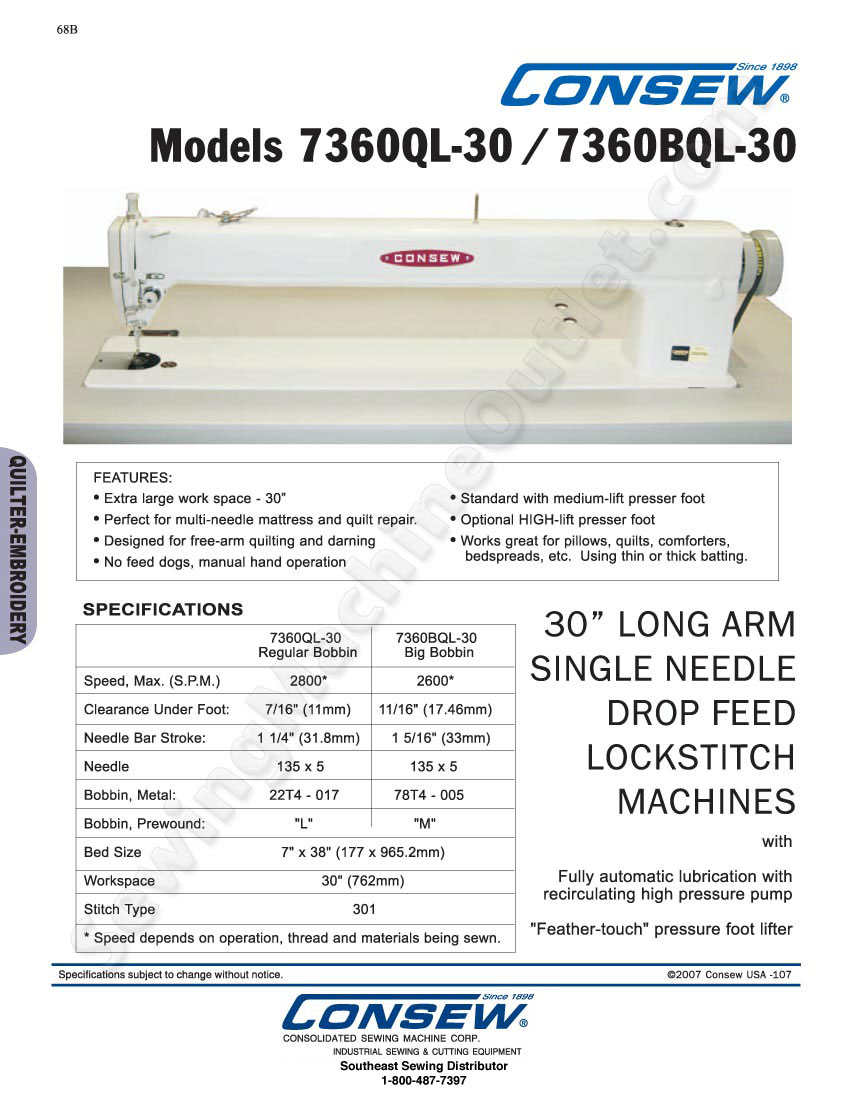 68B
Since 1898
CONSEW®
Models 7360QL-30 / 7360BQL-30
CONSEW
QUILTER-EMBROIDERY
FEATURES:
• Extra large work space - 30”
• Perfect for multi-needle mattress and quilt repair.
• Designed for free-arm quilting and darning
• No feed dogs, manual hand operation
• Standard with medium-lift presser foot
• Optional HIGH-lift presser foot
• Works great for pillows, quilts, comforters,
bedspreads, etc. Using thin or thick batting.
SPECIFICATIONS
7360QL-30 7360BQL-30
Regular Bobbin Big Bobbin
Speed, Max. (S.P.M.) 2800* 2600*
Clearance Under Foot: 7/16" (11mm) 11/16" (17.46mm)
Needle Bar Stroke: 1 1/4" (31.8mm) 1 5/16" (33mm)
Needle 135 x 5 135 x 5
Bobbin, Metal: 22T4 - 017 78T4 - 005
Bobbin, Prewound: "L" "M"
Bed Size 7" x 38" (177 x 965.2mm)
Workspace 30" (762mm)
Stitch Type 301
* Speed depends on operation, thread and materials being sewn.
30” LONG ARM
SINGLE NEEDLE
DROP FEED
LOCKSTITCH
MACHINES
with
Fully automatic lubrication with
recirculating high pressure pump
"Feather-touch" pressure foot lifter
Specifications subject to change without notice.
©2007 Consew USA -107
Since 1898
CONSEW®
CONSOLIDATED SEWING MACHINE CORP.
INDUSTRIAL SEWING & CUTTING EQUIPMENT
Southeast Sewing Distributor
1-800-487-7397
SewingMachineOutlet.com